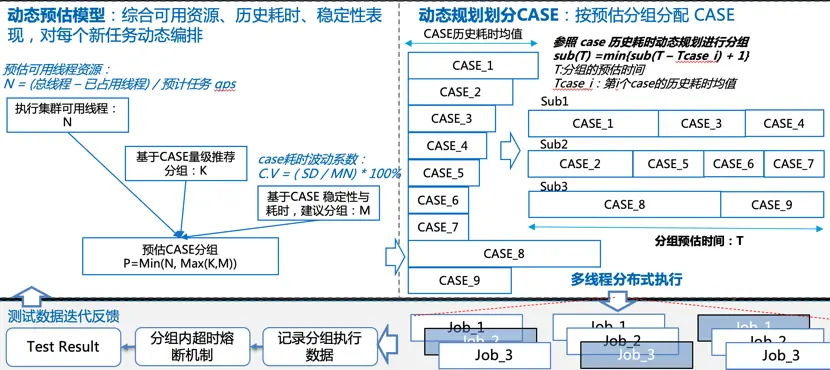 动态预估模型：综合可用资源、历史耗时、稳定性表
现，对每个新任务动态编排
预估可用线程资源：
N = (总线程 – 已占用线程) / 预计任务 qps
执行集群可用线程：
N
基于CASE量级推荐
分组：K
case耗时波动系数：
C.V = ( SD / MN) * 100%
基于CASE 稳定性与
耗时，建议分组：M
预估CASE分组
P=Min(N, Max(K,M))
动态规划划分CASE：按预估分组分配 CASE
CASE历史耗时均值
CASE_1
CASE_2
CASE_3
CASE_4
CASE_5
CASE_6
CASE_7
CASE_8
CASE_9
参照 case 历史耗时动态规划进行分组
sub(T) =min{sub(T – Tcase_i) + 1}
T:分组的预估时间
Tcase_i：第i个case的历史耗时均值
Sub1
CASE_1
CASE_3
CASE_4
Sub2
CASE_2
CASE_5
CASE_6
CASE_7
Sub3
CASE_8
CASE_9
分组预估时间：T
多线程分布式执行
测试数据迭代反馈
Test Result
分组内超时熔
断机制
记录分组执行
数据
Job_1
Job_2
Job_3
Job_1
Job_2
Job_3
Job_1
Job_2
Job_3